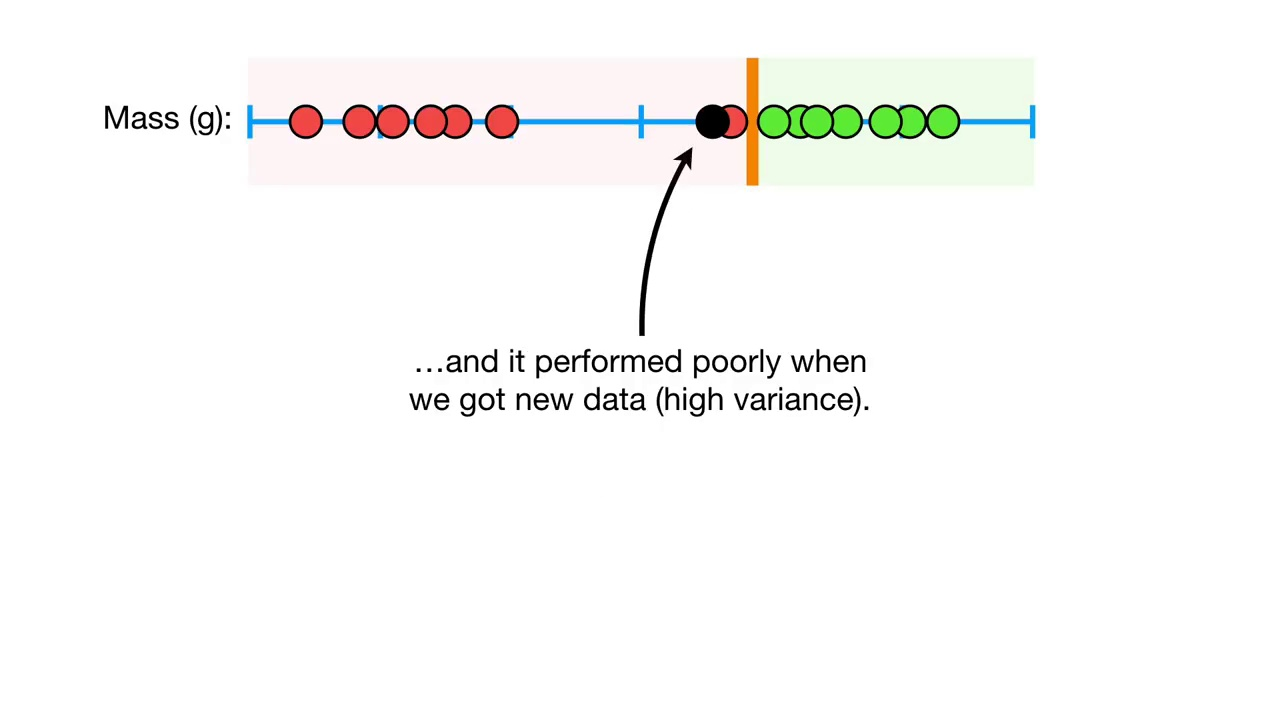 Mass (g):
…and it performed poorly when
we got new data (high variance).